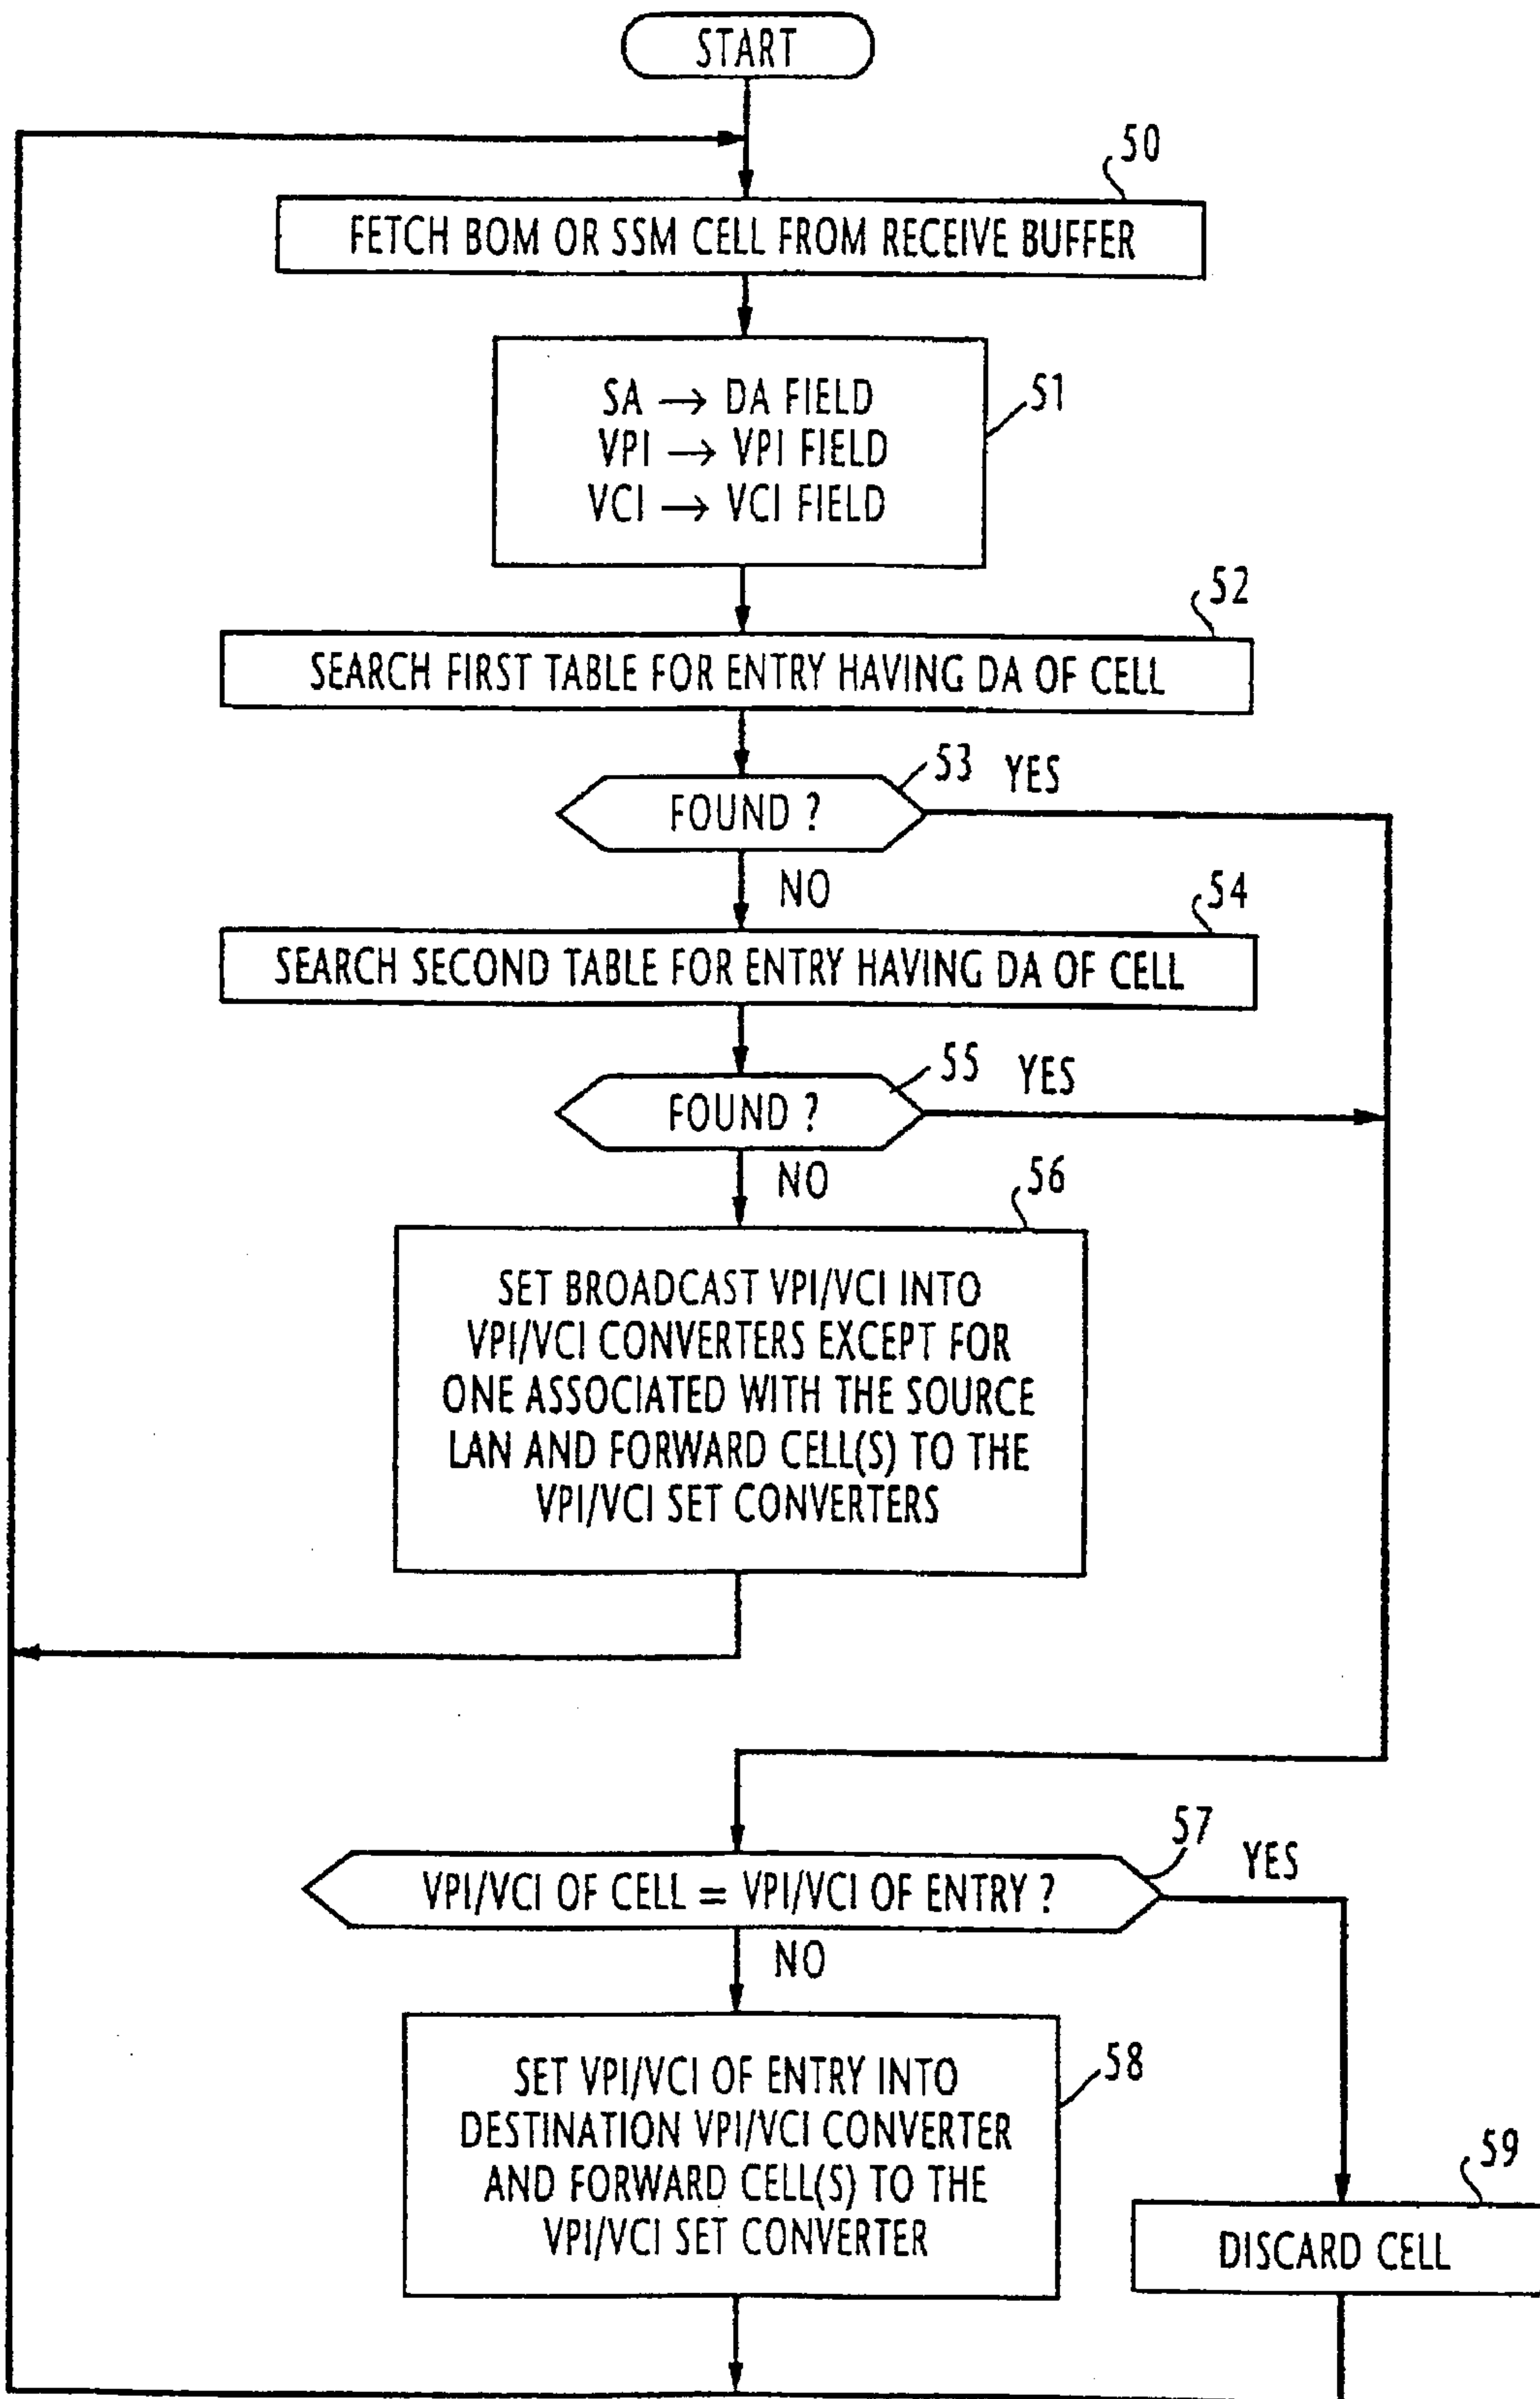 START
50
FETCH BOM OR SSM CELL FROM RECEIVE BUFFER
SA → DA FIELD
VPI → VPI FIELD
VCI → VCI FIELD
51
52
SEARCH FIRST TABLE FOR ENTRY HAVING DA OF CELL
53 YES
FOUND ?
NO
54
SEARCH SECOND TABLE FOR ENTRY HAVING DA OF CELL
55 YES
FOUND ?
NO
56
SET BROADCAST VPI/VCI INTO
VPI/VCI CONVERTERS EXCEPT FOR
ONE ASSOCIATED WITH THE SOURCE
LAN AND FORWARD CELL(S) TO THE
VPI/VCI SET CONVERTERS
57 YES
VPI/VCI OF CELL = VPI/VCI OF ENTRY ?
NO
58
SET VPI/VCI OF ENTRY INTO
DESTINATION VPI/VCI CONVERTER
AND FORWARD CELL(S) TO THE
VPI/VCI SET CONVERTER
59
DISCARD CELL